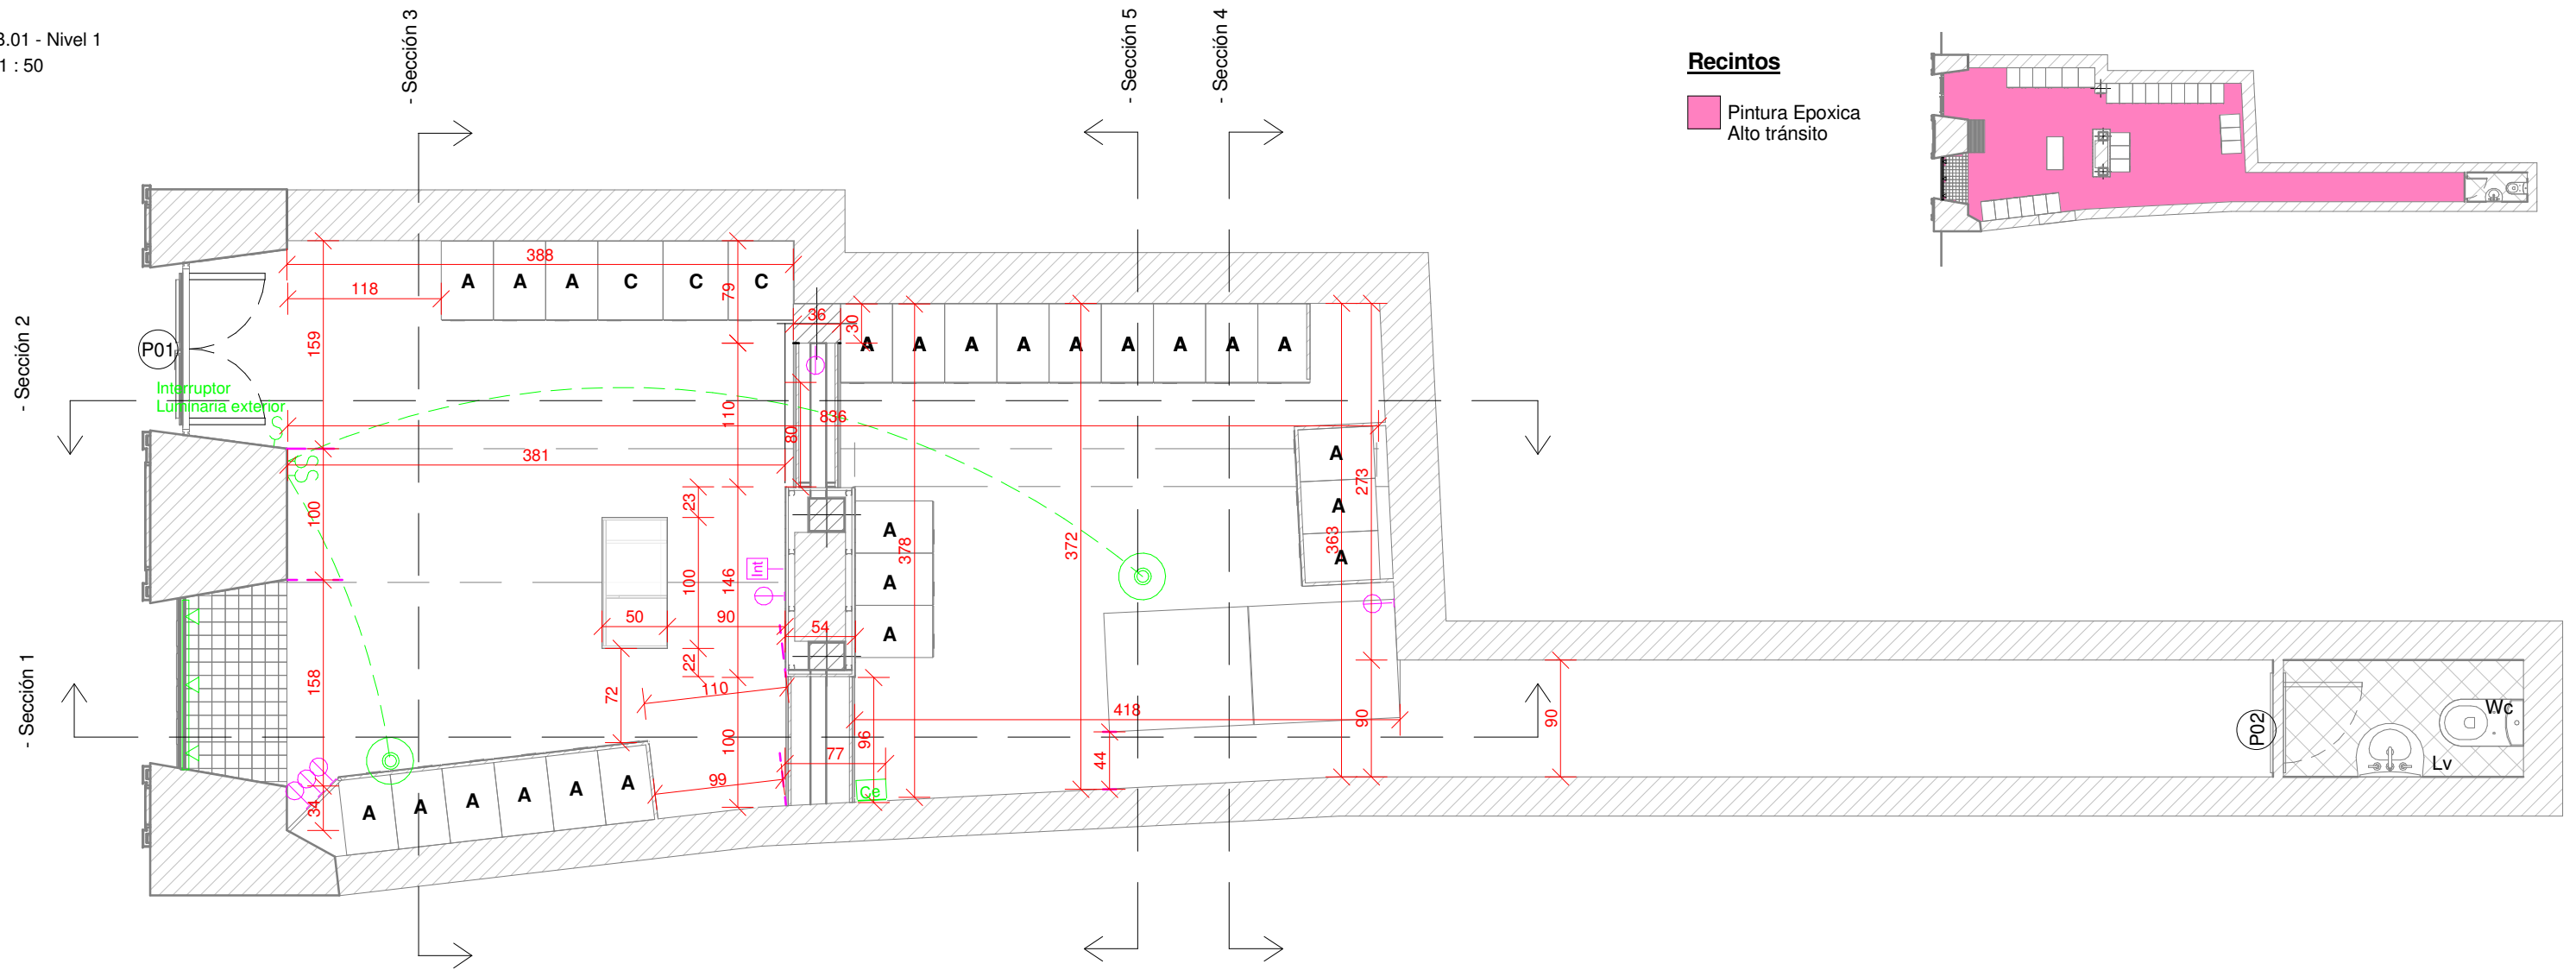 3.01 - Nivel 1
1 : 50
- Sección 3
- Sección 5
- Sección 4
Recintos
Pintura Epoxica
Alto tránsito
- Sección 2
- Sección 1
P01
Interruptor
Luminaria exterior
S
S
S
388
118
A A A C C C
79
159
36
30
A A A A A A A A A
110
80
836
381
A
A
A
273
363
23
100
100
146
Int
A
A
A
378
372
50
90
54
22
72
110
158
418
90
90
77
96
44
100
99
Ce
34
A A A A A A
P02
Wc
Lv